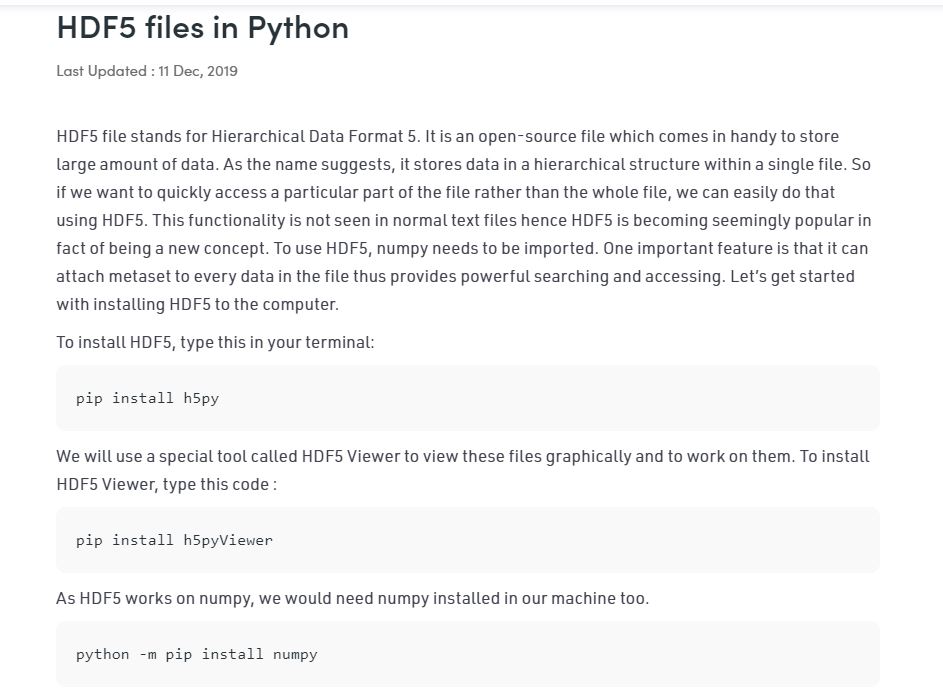 HDF5 files in Python
Last Updated : 11 Dec, 2019
HDF5 file stands for Hierarchical Data Format 5. It is an open-source file which comes in handy to store
large amount of data. As the name suggests, it stores data in a hierarchical structure within a single file. So
if we want to quickly access a particular part of the file rather than the whole file, we can easily do that
using HDF5. This functionality is not seen in normal text files hence HDF5 is becoming seemingly popular in
fact of being a new concept. To use HDF5, numpy needs to be imported. One important feature is that it can
attach metaset to every data in the file thus provides powerful searching and accessing. Let’s get started
with installing HDF5 to the computer.
To install HDF5, type this in your terminal:
pip install h5py
We will use a special tool called HDF5 Viewer to view these files graphically and to work on them. To install
HDF5 Viewer, type this code :
pip install h5pyViewer
As HDF5 works on numpy, we would need numpy installed in our machine too.
python -m pip install numpy